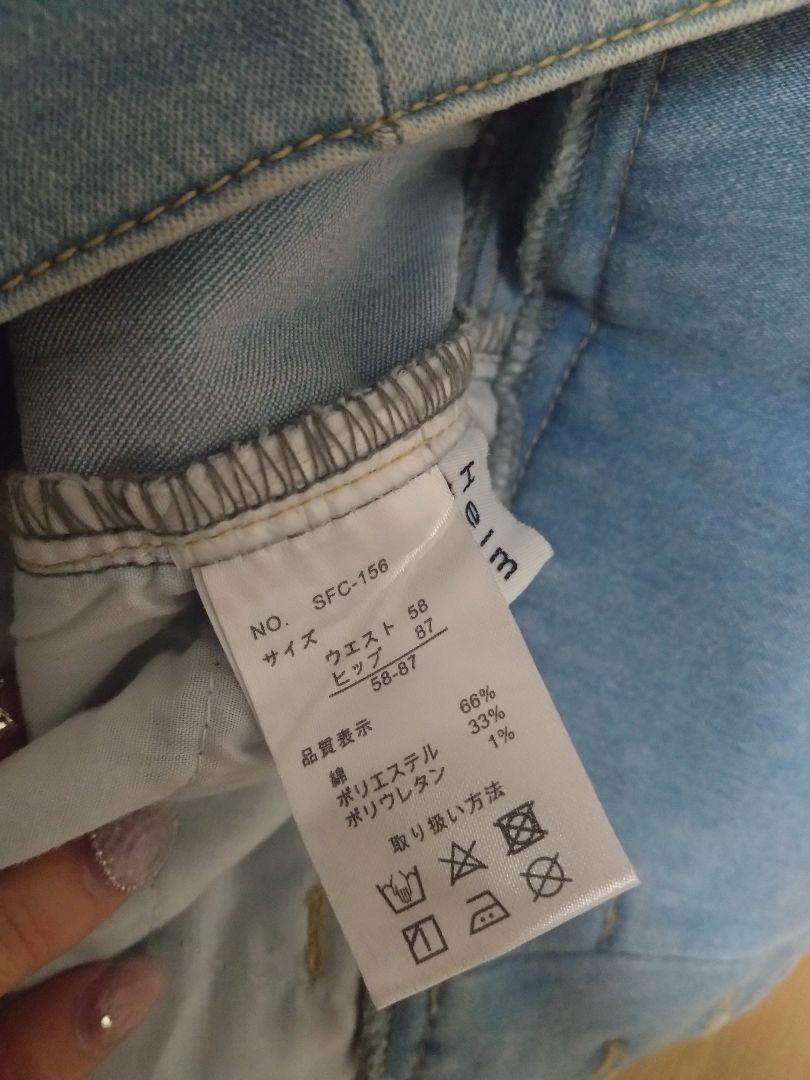 NO. SFC-156
サイズ
ウエスト 58
ヒップ 87
58-87
品質表示
綿 66%
ポリエステル 33%
ポリウレタン 1%
取り扱い方法